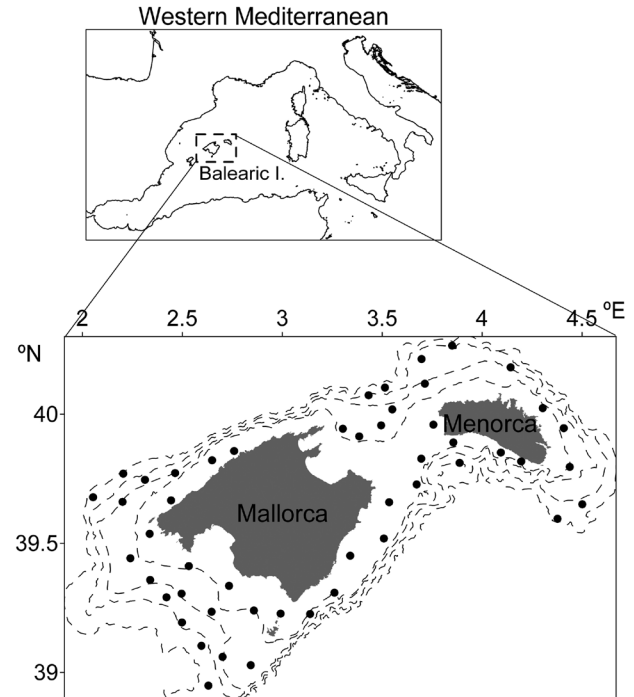 Western Mediterranean
Balearic I.
2 2.5 3 3.5 4 4.5 ºE
ºN
40
Menorca
Mallorca
39.5
39